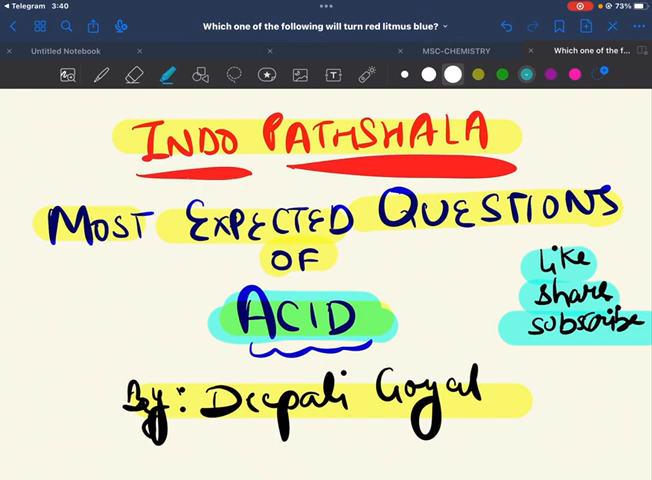 Telegram 3:40
73%
Which one of the following will turn red litmus blue?
Untitled Notebook
MSC-CHEMISTRY
Which one of the f...
INDO PATHSHALA
MOST EXPECTED QUESTIONS
OF
ACID
Like
share
subscribe
By: Deepali Goyal